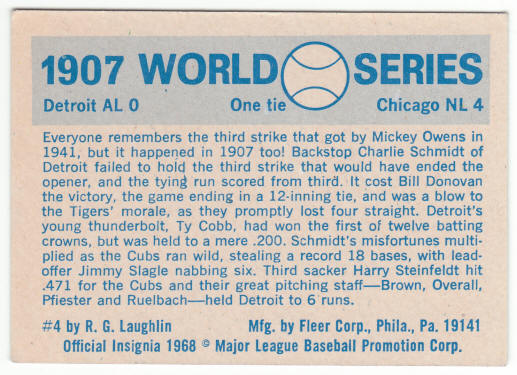 1907 WORLD SERIES
Detroit AL 0 One tie Chicago NL 4
Everyone remembers the third strike that got by Mickey Owens in
1941, but it happened in 1907 too! Backstop Charlie Schmidt of
Detroit failed to hold the third strike that would have ended the
opener, and the tying run scored from third. It cost Bill Donovan
the victory, the game ending in a 12-inning tie, and was a blow to
the Tigers' morale, as they promptly lost four straight. Detroit's
young thunderbolt, Ty Cobb, had won the first of twelve batting
crowns, but was held to a mere .200. Schmidt's misfortunes multi-
plied as the Cubs ran wild, stealing a record 18 bases, with lead-
offer Jimmy Slagle nabbing six. Third sacker Harry Steinfeldt hit
.471 for the Cubs and their great pitching staff—Brown, Overall,
Pfiester and Ruelbach—held Detroit to 6 runs.
#4 by R. G. Laughlin Mfg. by Fleer Corp., Phila., Pa. 19141
Official Insignia 1968 © Major League Baseball Promotion Corp.